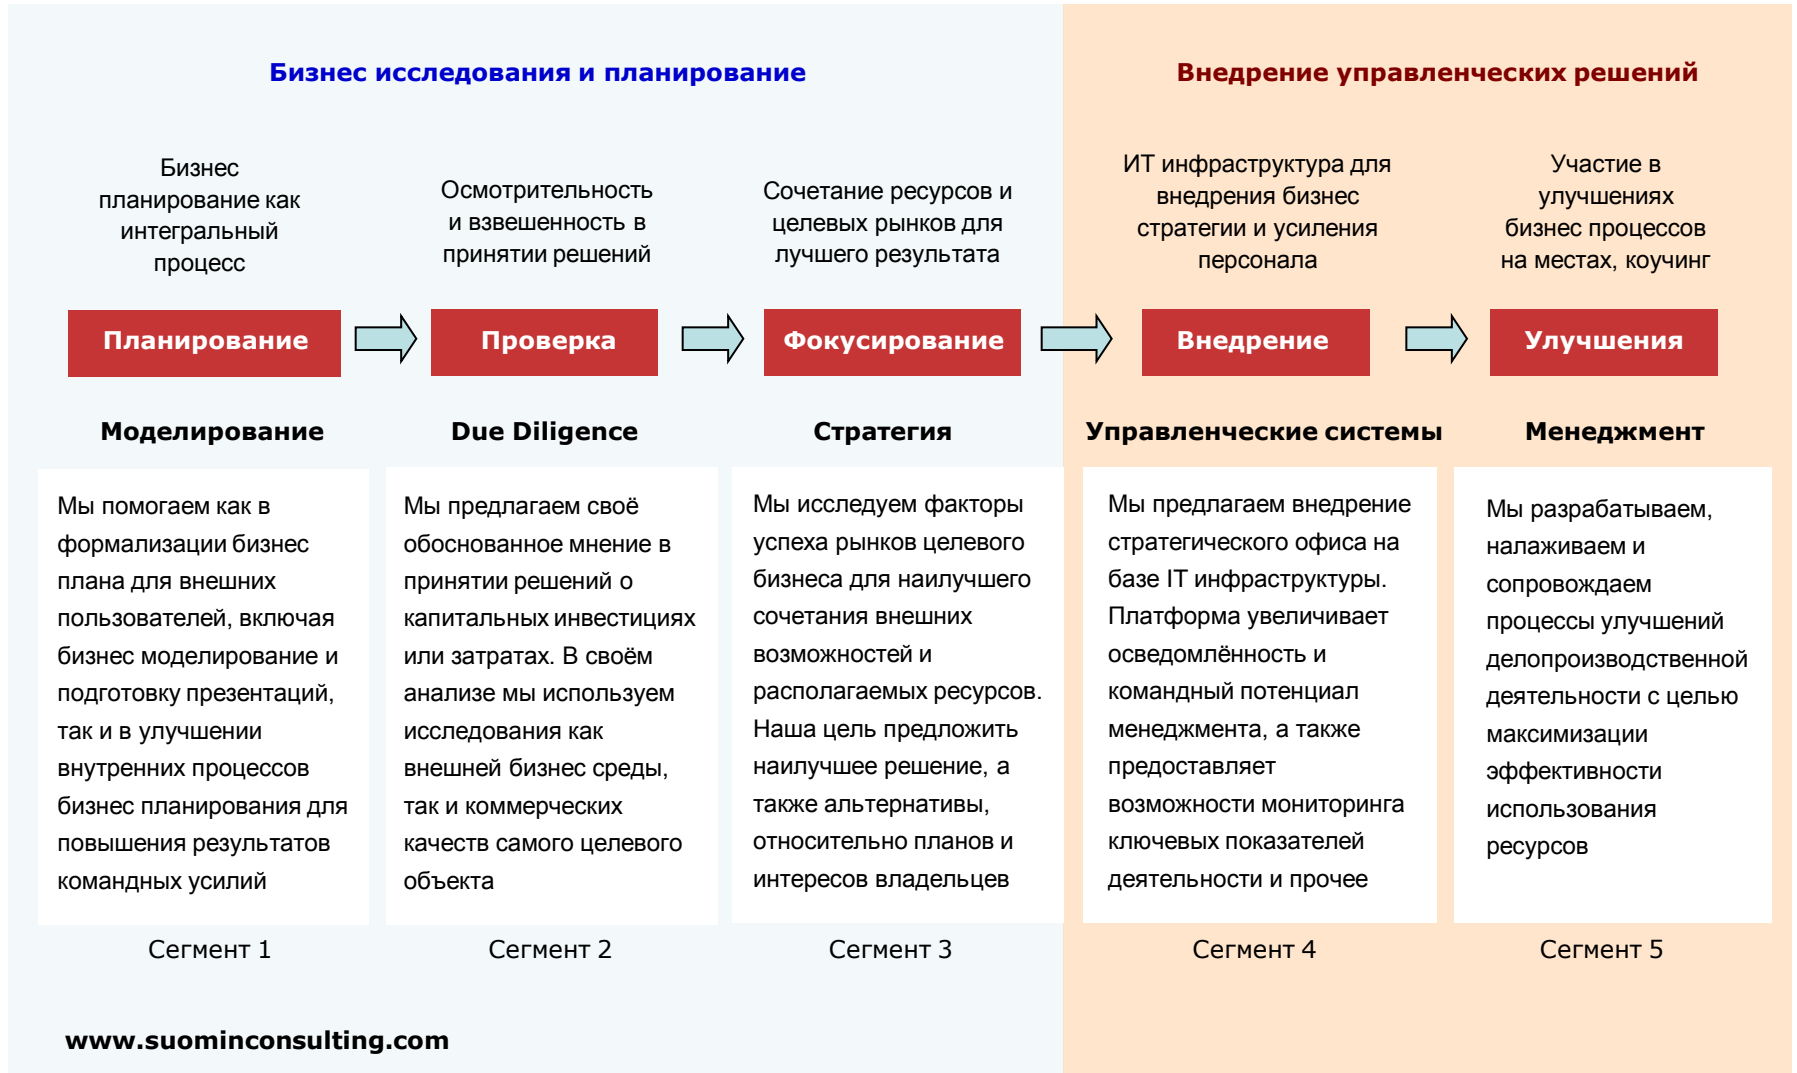 Бизнес исследования и планирование
Внедрение управленческих решений
Бизнес
планирование как
интегральный
процесс
Осмотрительность
и взвешенность в
принятии решений
Сочетание ресурсов и
целевых рынков для
лучшего результата
ИТ инфраструктура для
внедрения бизнес
стратегии и усиления
персонала
Участие в
улучшениях
бизнес процессов
на местах, коучинг
Планирование
Проверка
Фокусирование
Внедрение
Улучшения
Моделирование
Due Diligence
Стратегия
Управленческие системы
Менеджмент
Мы помогаем как в
формализации бизнес
плана для внешних
пользователей, включая
бизнес моделирование и
подготовку презентаций,
так и в улучшении
внутренних процессов
бизнес планирования для
повышения результатов
командных усилий
Мы предлагаем своё
обоснованное мнение в
принятии решений о
капитальных инвестициях
или затратах. В своём
анализе мы используем
исследования как
внешней бизнес среды,
так и коммерческих
качеств самого целевого
объекта
Мы исследуем факторы
успеха рынков целевого
бизнеса для наилучшего
сочетания внешних
возможностей и
располагаемых ресурсов.
Наша цель предложить
наилучшее решение, а
также альтернативы,
относительно планов и
интересов владельцев
Мы предлагаем внедрение
стратегического офиса на
базе IT инфраструктуры.
Платформа увеличивает
осведомлённость и
командный потенциал
менеджмента, а также
предоставляет
возможности мониторинга
ключевых показателей
деятельности и прочее
Мы разрабатываем,
налаживаем и
сопровождаем
процессы улучшений
делопроизводственной
деятельности с целью
максимизации
эффективности
использования
ресурсов
Сегмент 1
Сегмент 2
Сегмент 3
Сегмент 4
Сегмент 5
www.suominconsulting.com